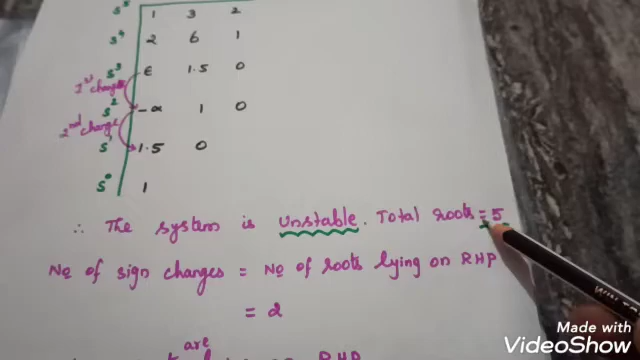 s⁵ 1 3 2
s⁴ 2 6 1
s³ ϵ 1.5 0
1st change
s² -α 1 0
2nd change
s¹ 1.5 0
s⁰ 1
∴ The system is unstable. Total roots = 5
No of sign changes = No of roots lying on RHP
= 2
are
RHP
Made with
VideoShow